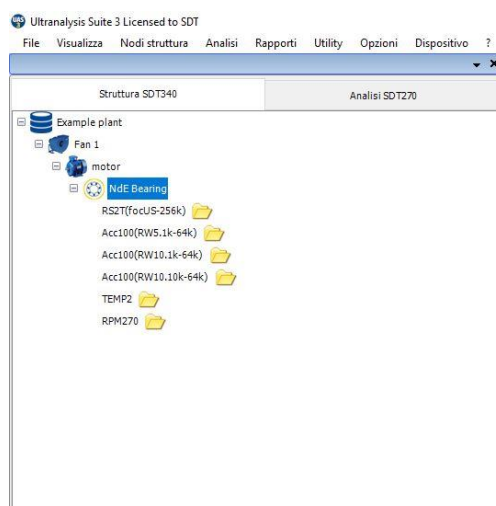 Ultranalysis Suite 3 Licensed to SDT
File Visualizza Nodi struttura Analisi Rapporti Utility Opzioni Dispositivo ?
Struttura SDT340 Analisi SDT270
Example plant
Fan 1
motor
NdE Bearing
RS2T(focUS-256k)
Acc100(RW5.1k-64k)
Acc100(RW10.1k-64k)
Acc100(RW10.10k-64k)
TEMP2
RPM270